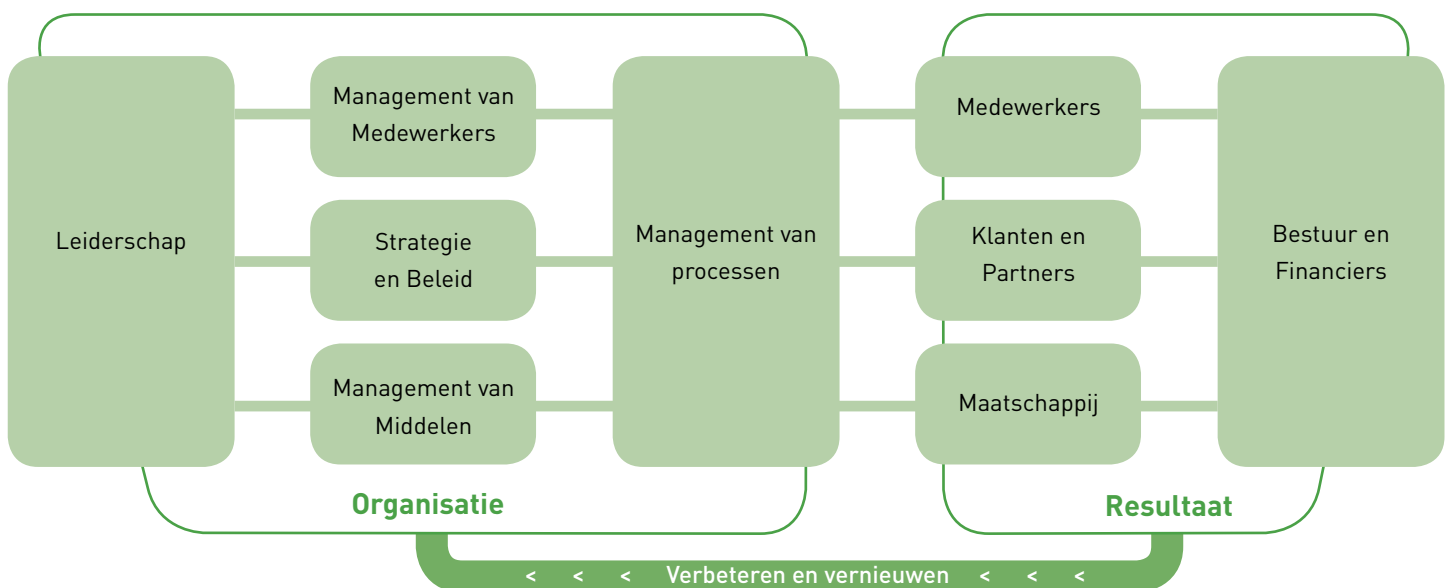 Leiderschap
Management van
Medewerkers
Strategie
en Beleid
Management van
Middelen
Management van
processen
Medewerkers
Klanten en
Partners
Maatschappij
Bestuur en
Financiers
Organisatie
Resultaat
< < < Verbeteren en vernieuwen < < <